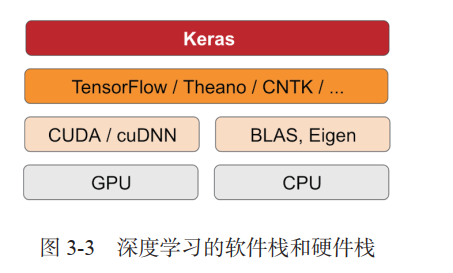 Keras
TensorFlow / Theano / CNTK / ...
CUDA / cuDNN
BLAS, Eigen
GPU
CPU
图 3-3 深度学习的软件栈和硬件栈